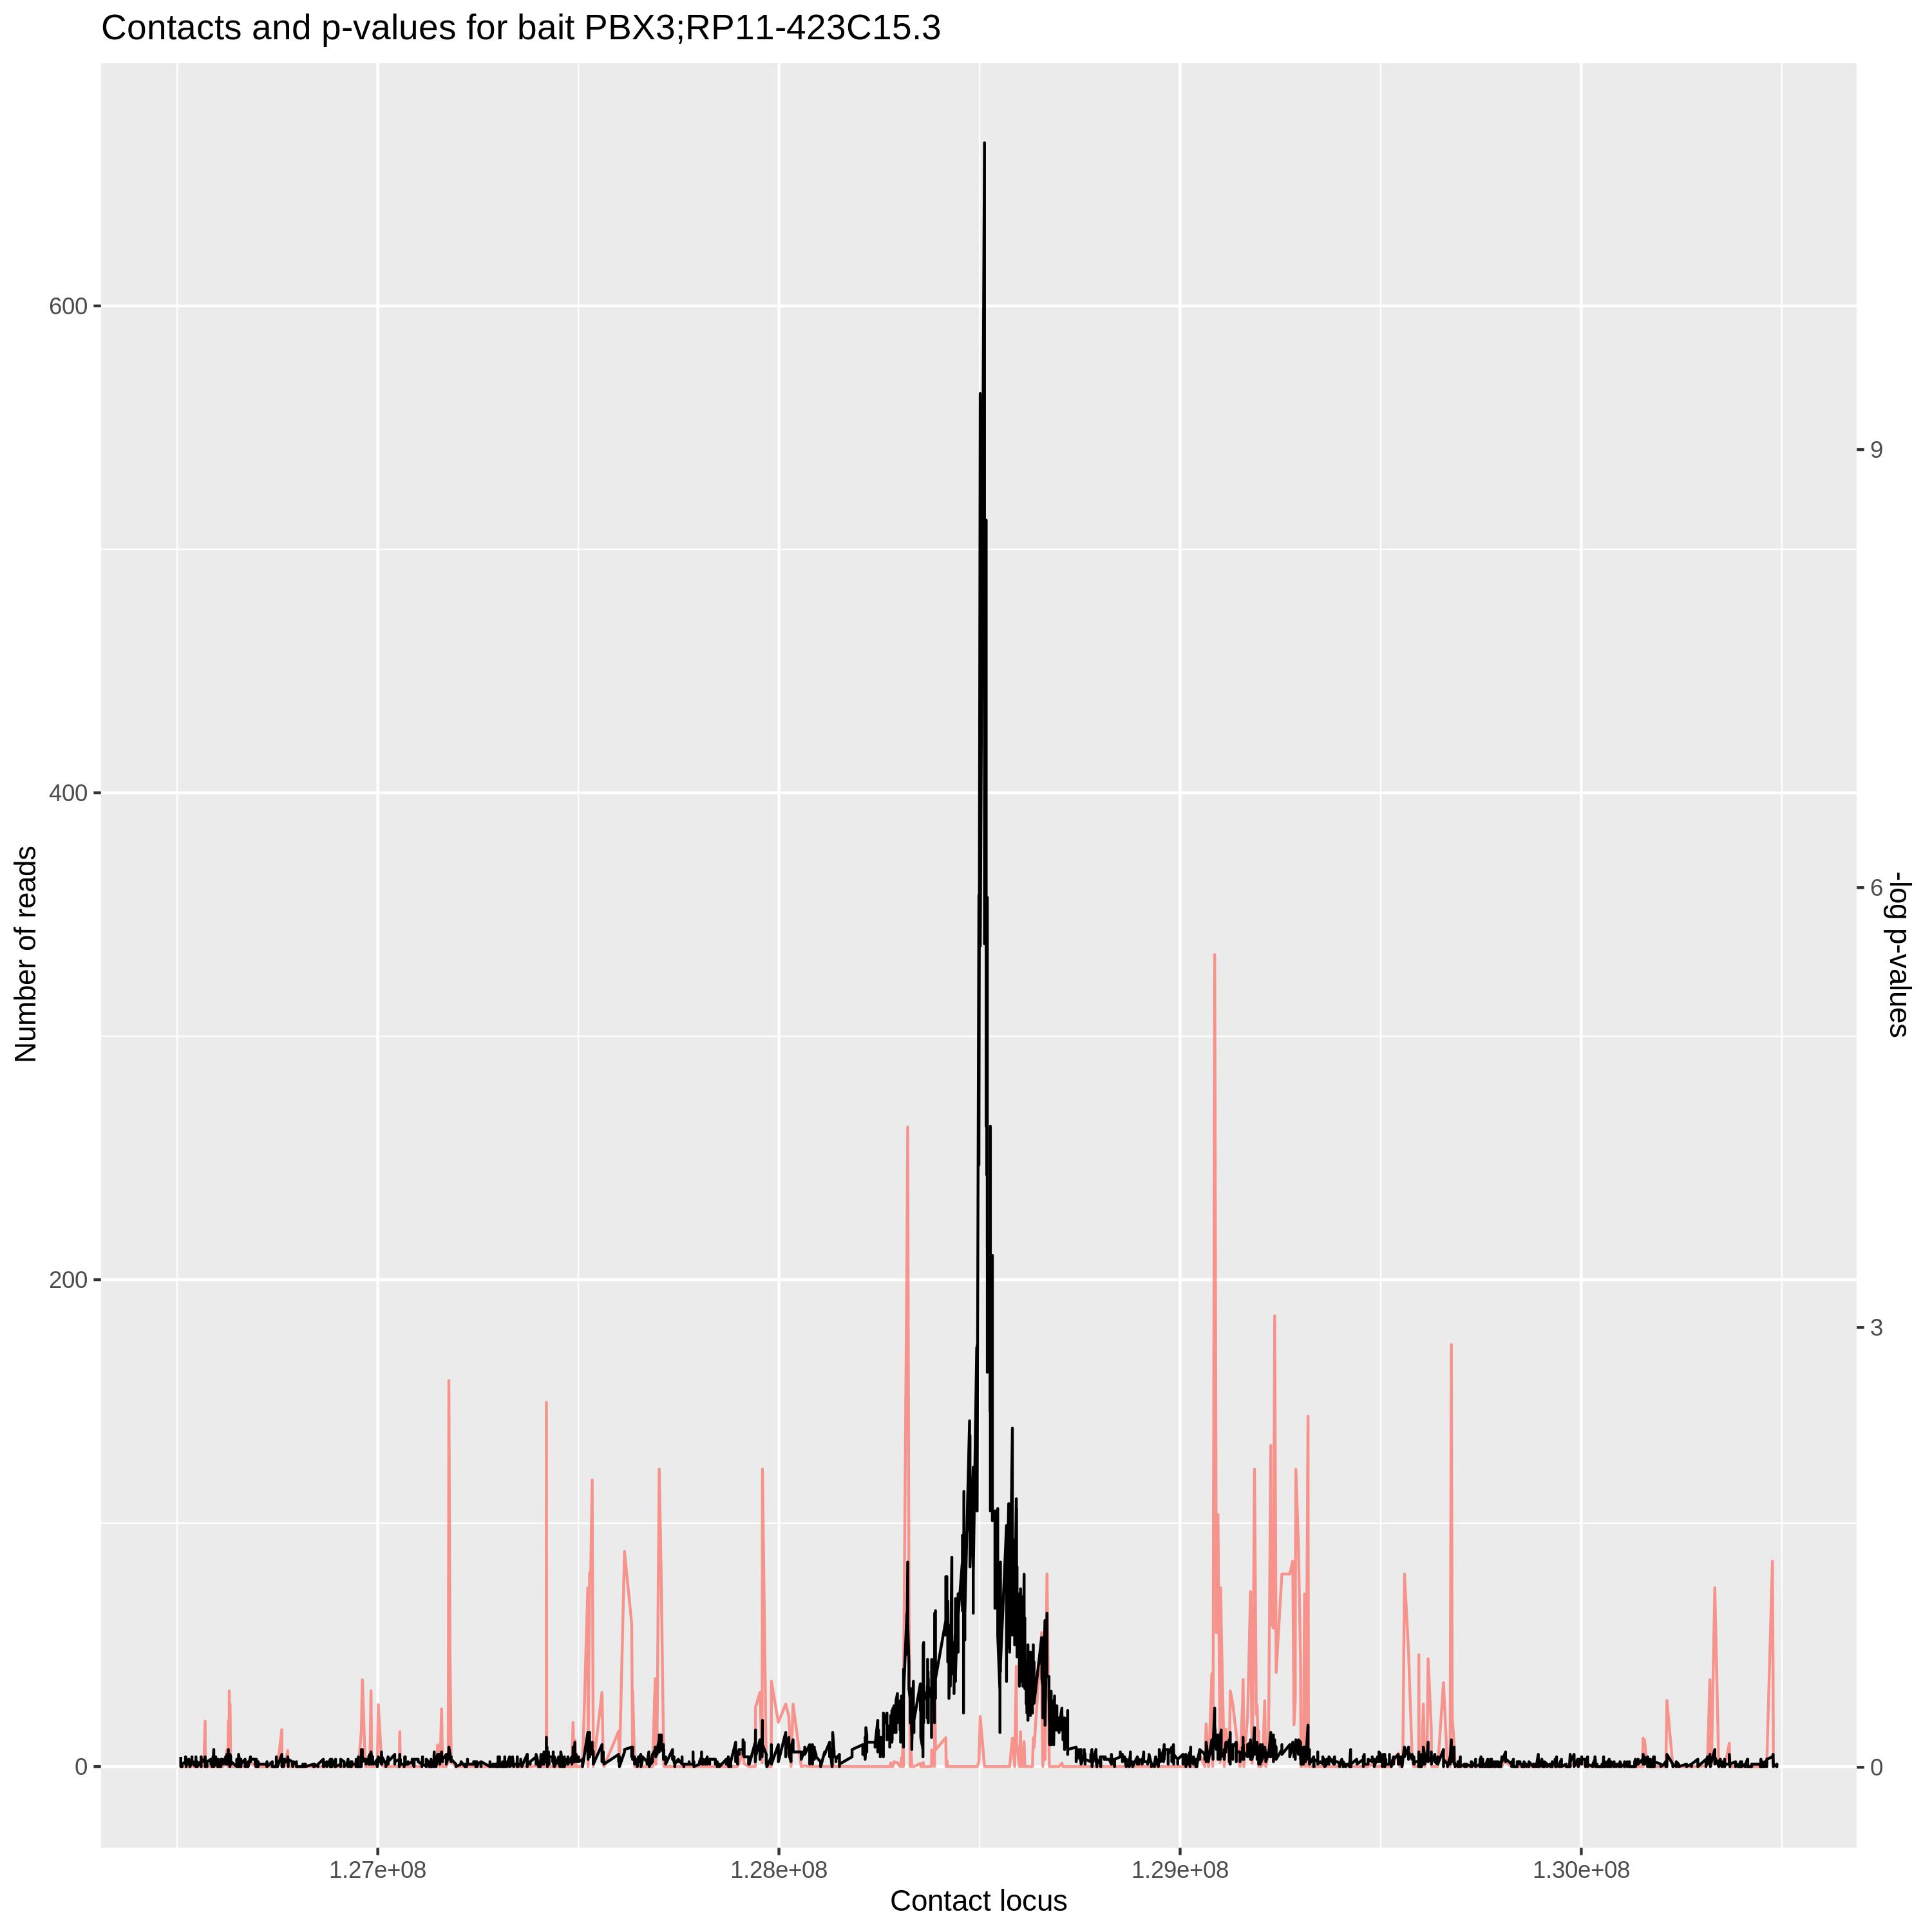 Contacts and p-values for bait PBX3;RP11-423C15.3
600
400
200
0
Number of reads
9
6
3
0
-log p-values
1.27e+08
1.28e+08
1.29e+08
1.30e+08
Contact locus